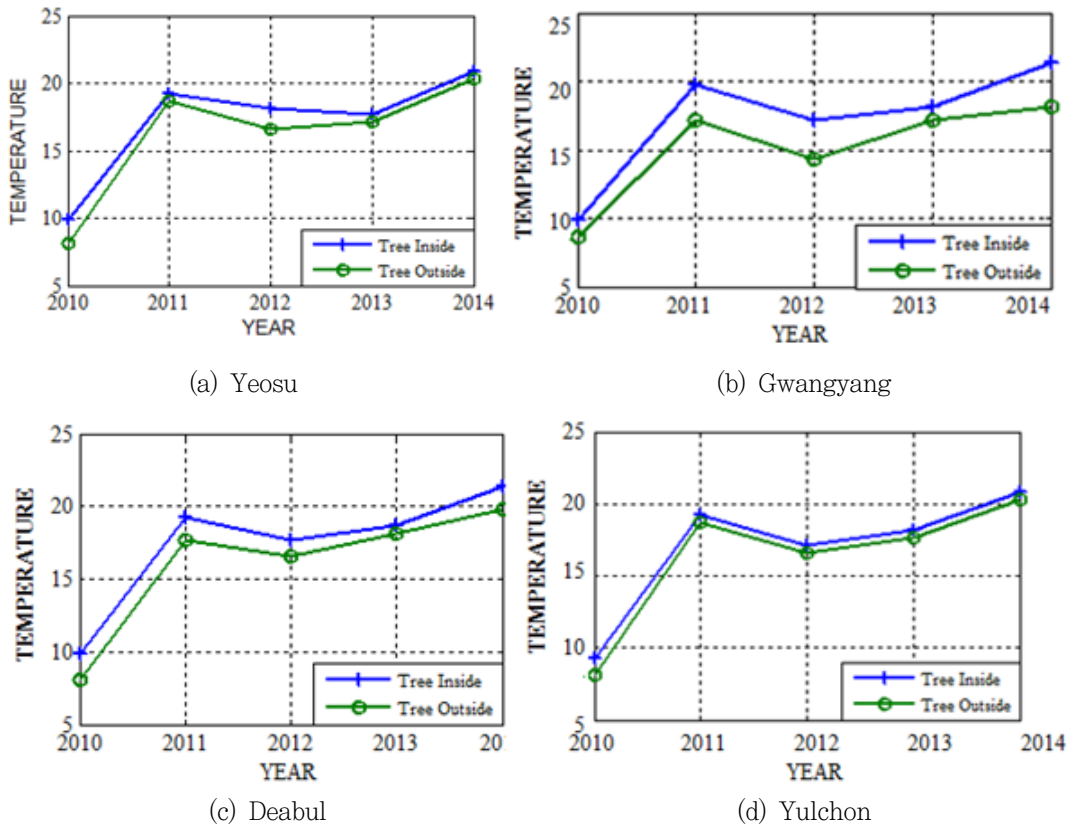 25
20
15
10
5
TEMPERATURE
2010 2011 2012 2013 2014
YEAR
Tree Inside
Tree Outside
(a) Yeosu
25
20
15
10
5
TEMPERATURE
2010 2011 2012 2013 2014
YEAR
Tree Inside
Tree Outside
(b) Gwangyang
25
20
15
10
5
TEMPERATURE
2010 2011 2012 2013 201
YEAR
Tree Inside
Tree Outside
(c) Deabul
25
20
15
10
5
TEMPERATURE
2010 2011 2012 2013 2014
YEAR
Tree Inside
Tree Outside
(d) Yulchon